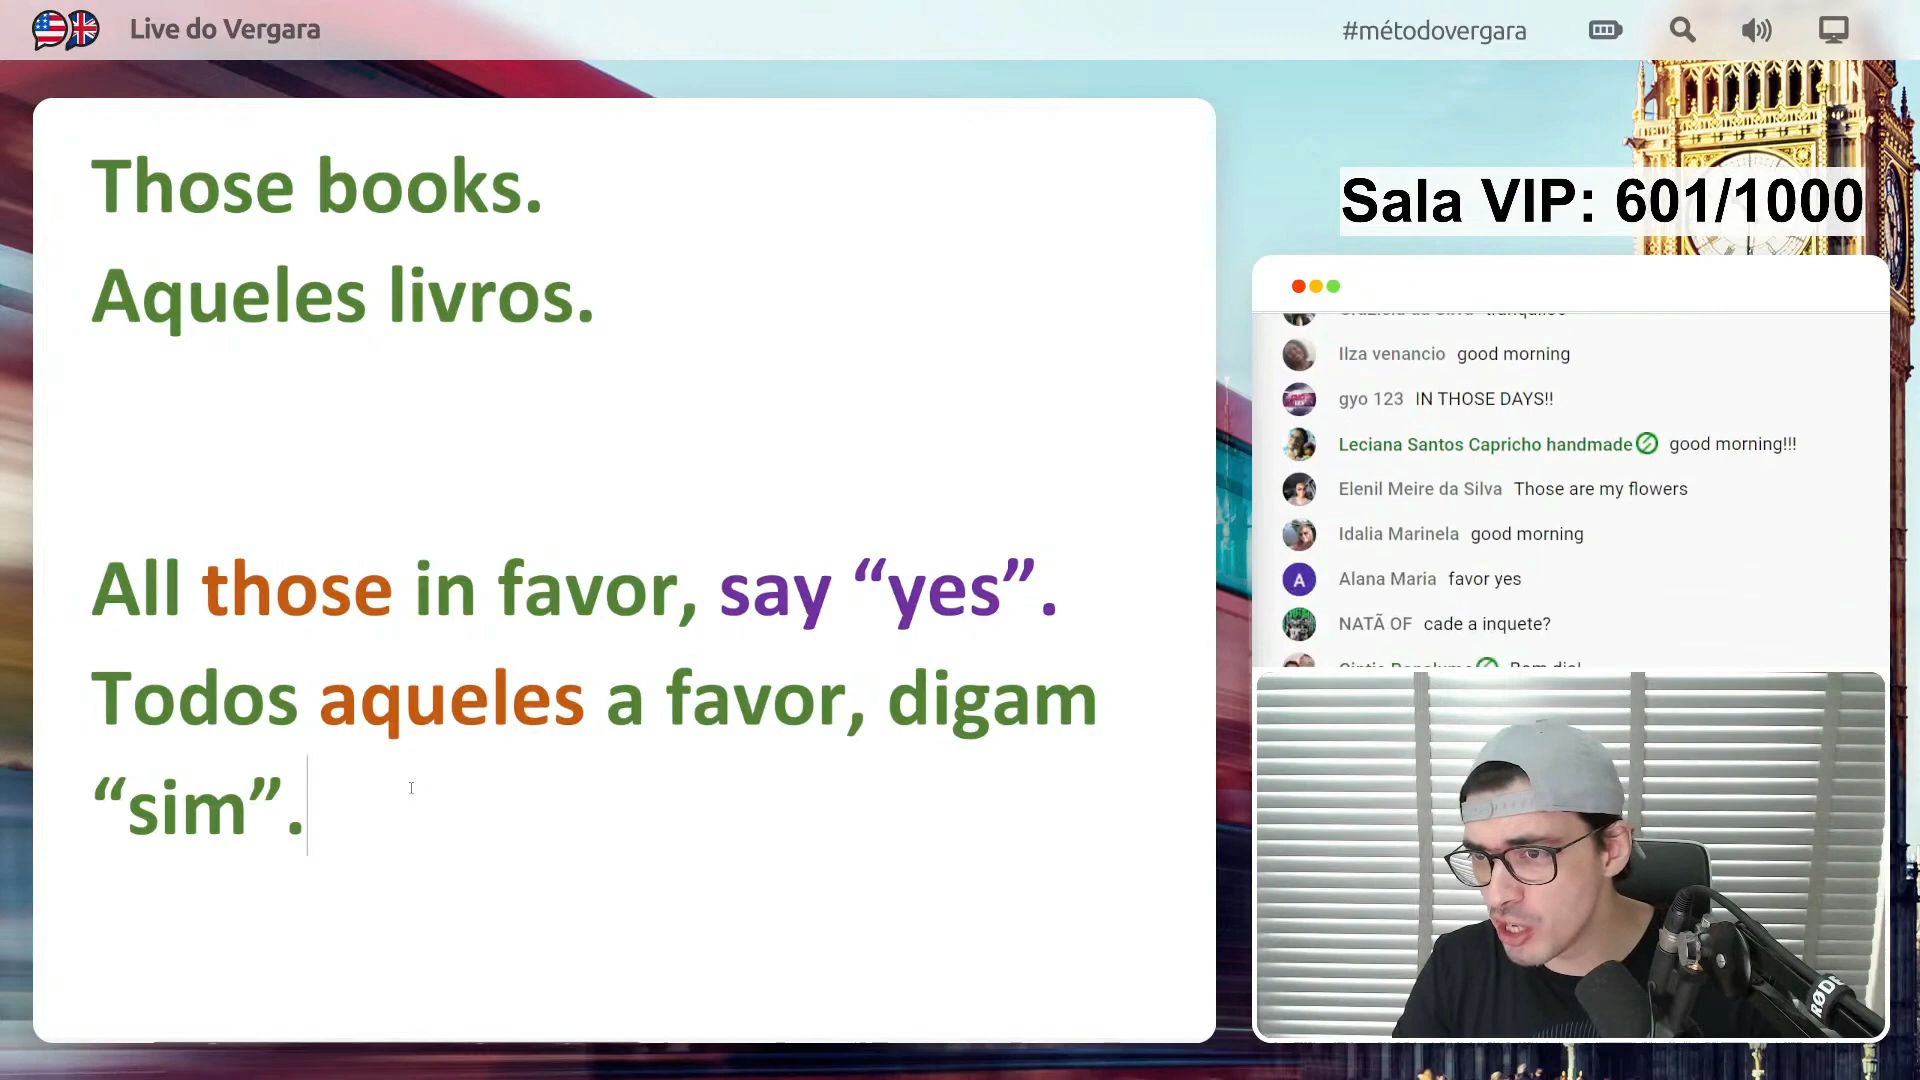 Live do Vergara
#métodovergara
Those books.
Aqueles livros.
All those in favor, say “yes”.
Todos aqueles a favor, digam
“sim”.
Sala VIP: 601/1000
Ilza venancio good morning
gyo 123 IN THOSE DAYS!!
Leciana Santos Capricho handmade good morning!!!
Elenil Meire da Silva Those are my flowers
Idalia Marinela good morning
A Alana Maria favor yes
NATÃ OF cade a inquete?
RØDE